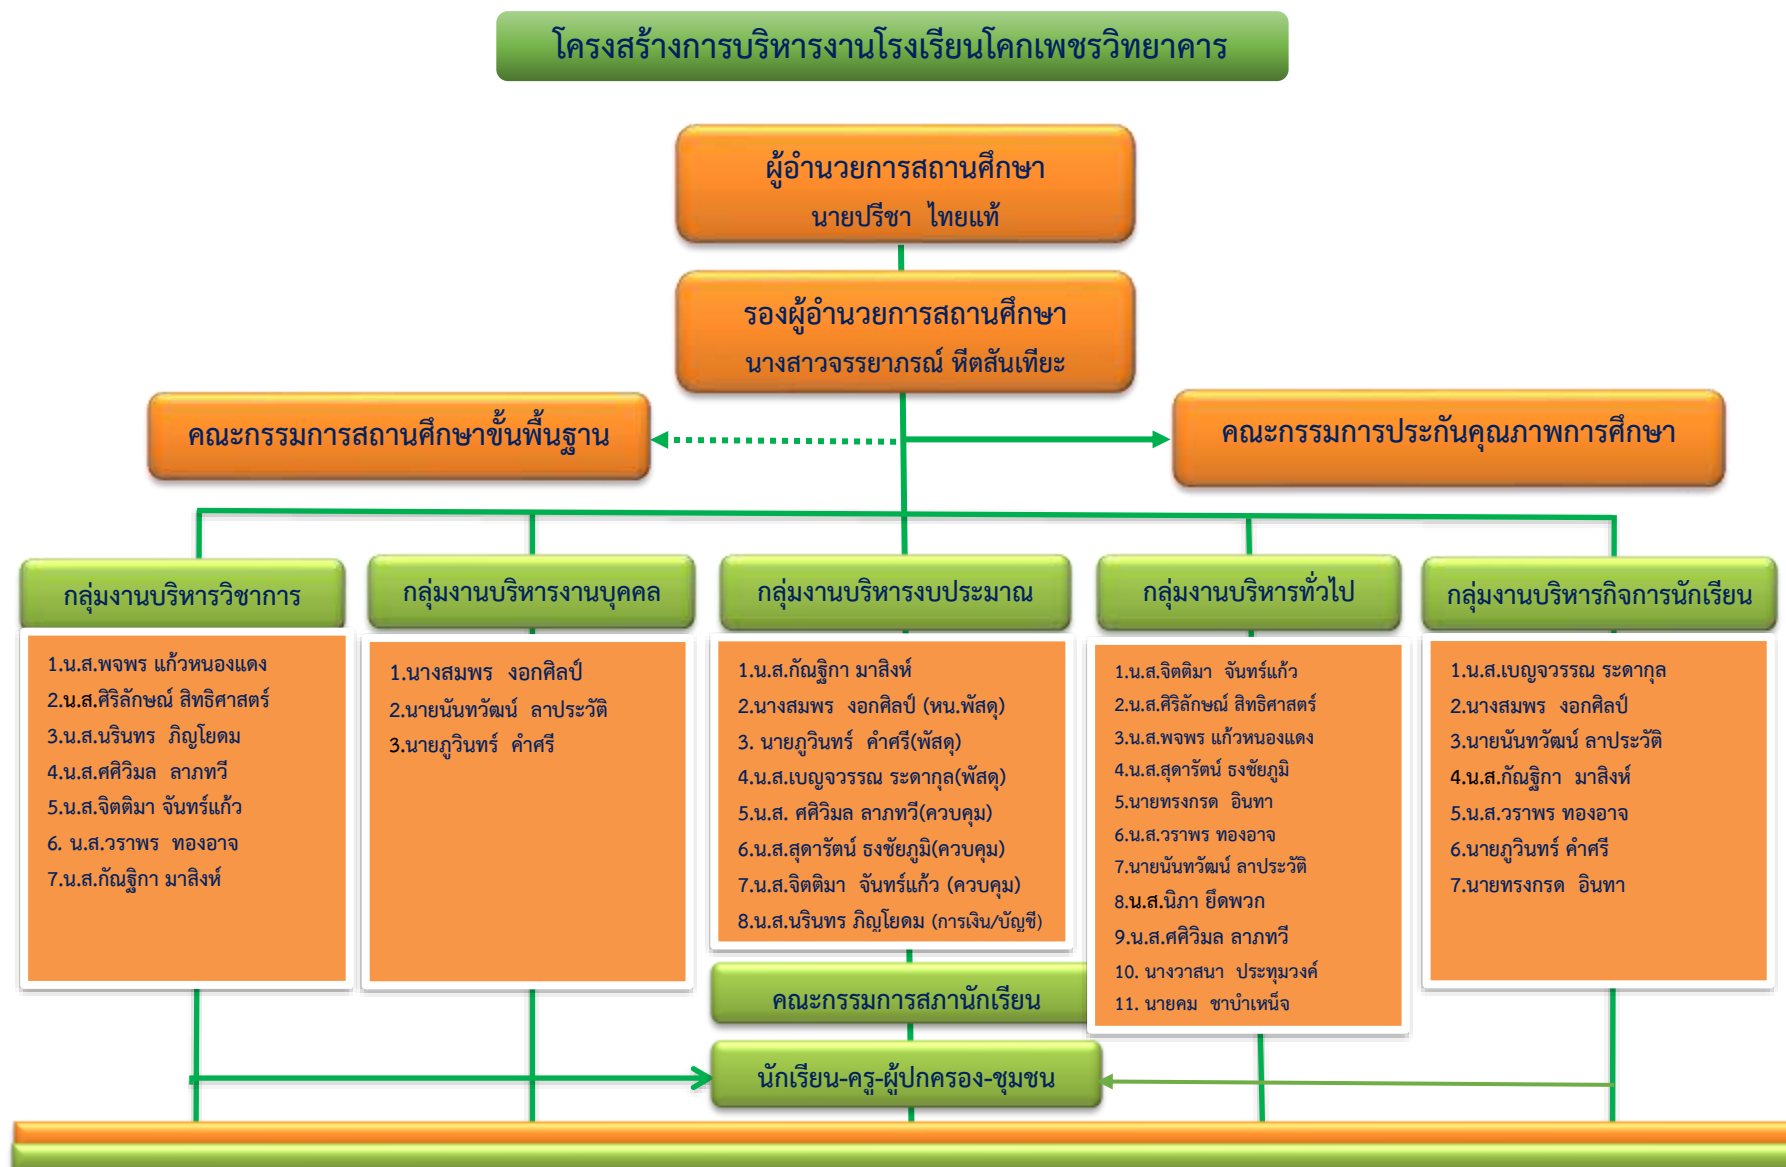 โครงสร้างการบริหารงานโรงเรียนโคกเพชรวิทยาคาร
ผู้อำนวยการสถานศึกษา
นายปรีชา ไทยแท้
รองผู้อำนวยการสถานศึกษา
นางสาวจรรยาภรณ์ หีตสันเทียะ
คณะกรรมการสถานศึกษาขั้นพื้นฐาน
คณะกรรมการประกันคุณภาพการศึกษา
กลุ่มงานบริหารวิชาการ
1.น.ส.พจพร แก้วหนองแดง
2.น.ส.ศิริลักษณ์ สิทธิศาสตร์
3.น.ส.นรินทร ภิญโยดม
4.น.ส.ศศิวิมล ลาภทวี
5.น.ส.จิตติมา จันทร์แก้ว
6. น.ส.วราพร ทองอาจ
7.น.ส.กัณฐิกา มาสิงห์
กลุ่มงานบริหารงานบุคคล
1.นางสมพร งอกศิลป์
2.นายนันทวัฒน์ ลาประวัติ
3.นายภูวินทร์ คำศรี
กลุ่มงานบริหารงบประมาณ
1.น.ส.กัณฐิกา มาสิงห์
2.นางสมพร งอกศิลป์ (หน.พัสดุ)
3. นายภูวินทร์ คำศรี(พัสดุ)
4.น.ส.เบญจวรรณ ระดากุล(พัสดุ)
5.น.ส. ศศิวิมล ลาภทวี(ควบคุม)
6.น.ส.สุดารัตน์ ธงชัยภูมิ(ควบคุม)
7.น.ส.จิตติมา จันทร์แก้ว (ควบคุม)
8.น.ส.นรินทร ภิญโยดม (การเงิน/บัญชี)
กลุ่มงานบริหารทั่วไป
1.น.ส.จิตติมา จันทร์แก้ว
2.น.ส.ศิริลักษณ์ สิทธิศาสตร์
3.น.ส.พจพร แก้วหนองแดง
4.น.ส.สุดารัตน์ ธงชัยภูมิ
5.นายทรงกรด อินทา
6.น.ส.วราพร ทองอาจ
7.นายนันทวัฒน์ ลาประวัติ
8.น.ส.นิภา ยึดพวก
9.น.ส.ศศิวิมล ลาภทวี
10. นางวาสนา ประทุมวงค์
11. นายคม ชาบำเหน็จ
กลุ่มงานบริหารกิจการนักเรียน
1.น.ส.เบญจวรรณ ระดากุล
2.นางสมพร งอกศิลป์
3.นายนันทวัฒน์ ลาประวัติ
4.น.ส.กัณฐิกา มาสิงห์
5.น.ส.วราพร ทองอาจ
6.นายภูวินทร์ คำศรี
7.นายทรงกรด อินทา
คณะกรรมการสภานักเรียน
นักเรียน-ครู-ผู้ปกครอง-ชุมชน